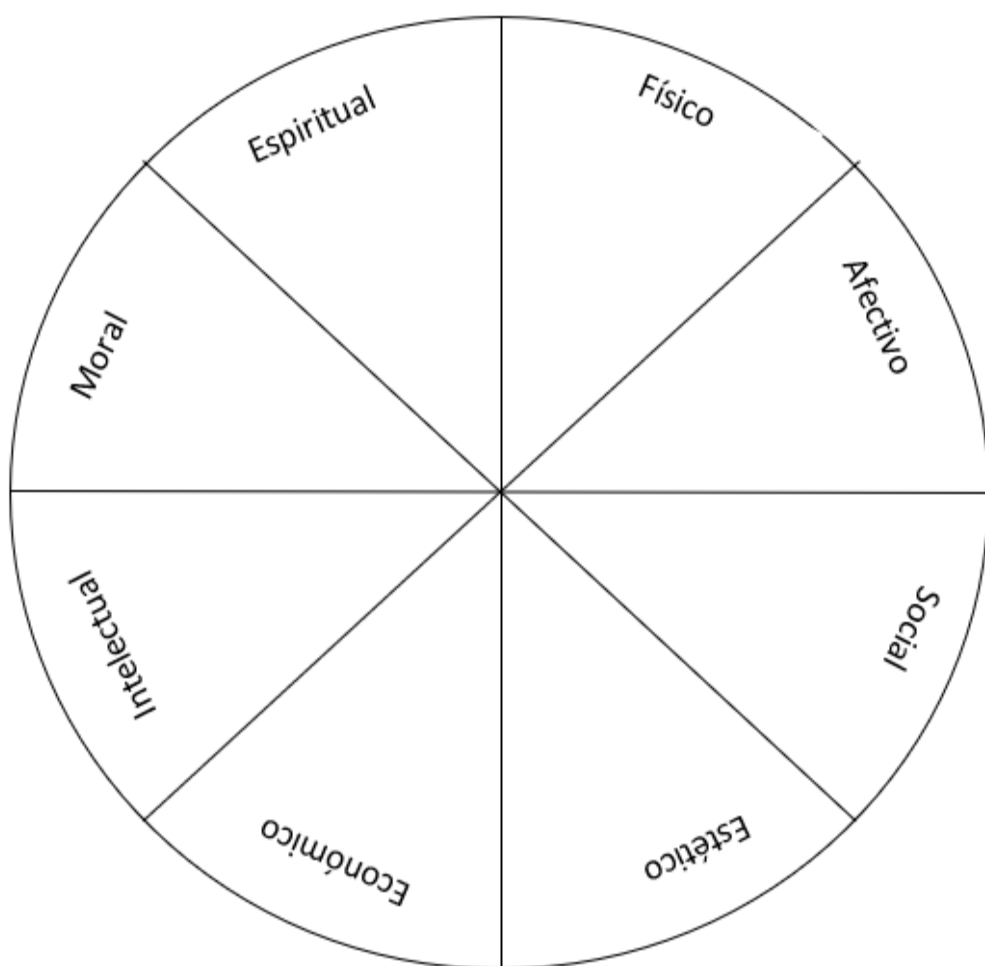 Físico
Afectivo
Social
Estético
Económico
Intelectual
Moral
Espiritual